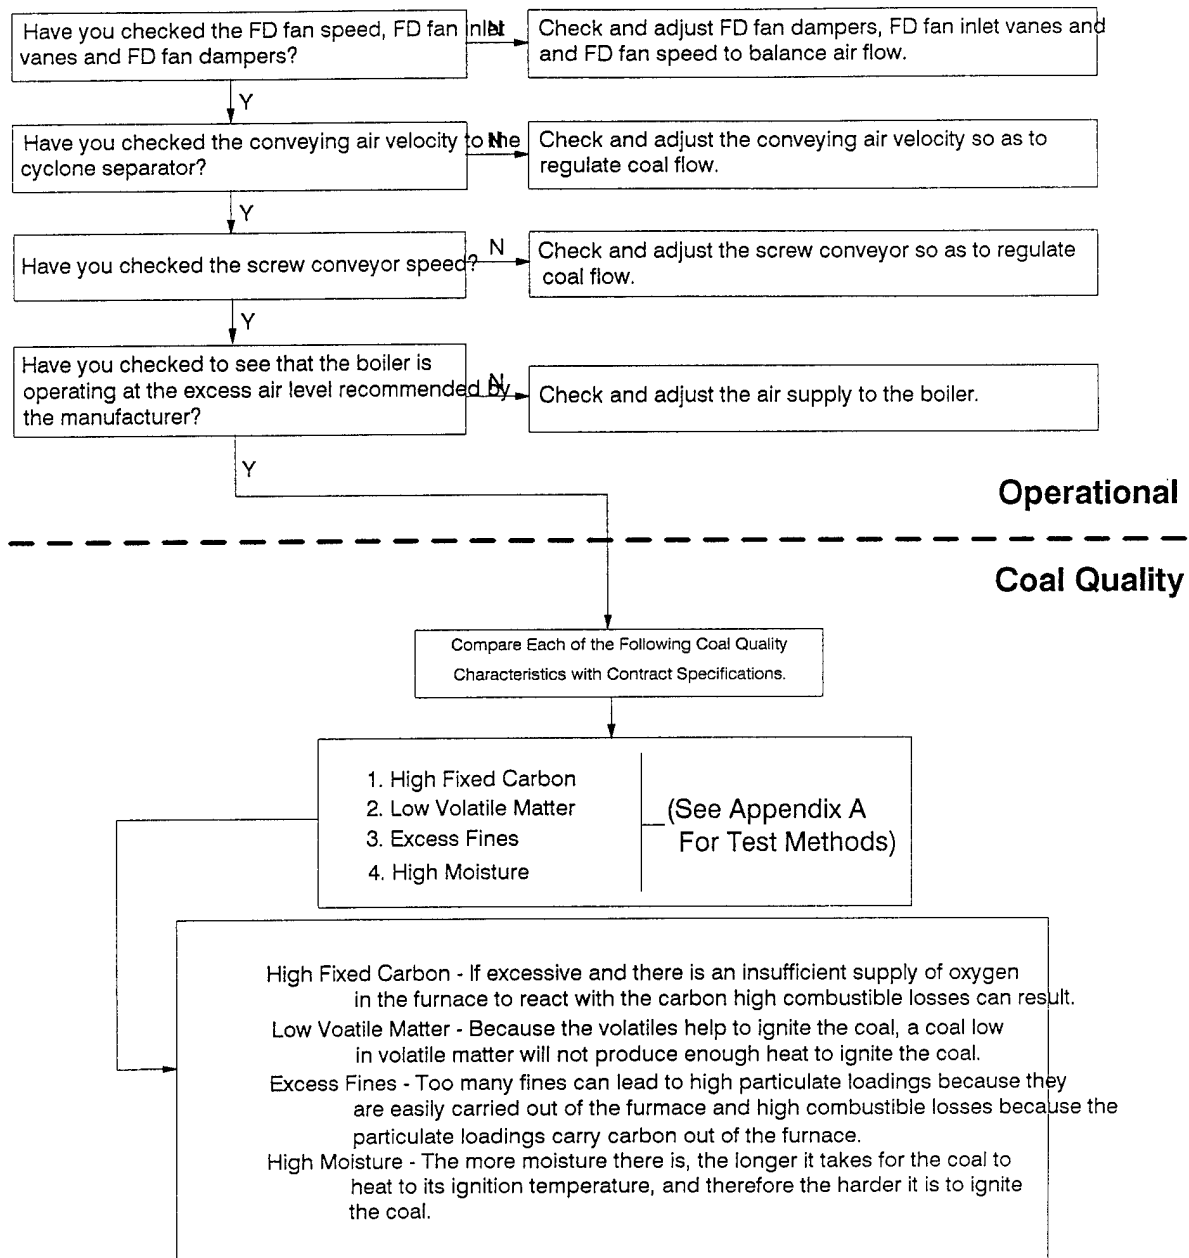 Have you checked the FD fan speed, FD fan inlet
vanes and FD fan dampers?
N
Check and adjust FD fan dampers, FD fan inlet vanes and
and FD fan speed to balance air flow.
Y
Have you checked the conveying air velocity to the
cyclone separator?
N
Check and adjust the conveying air velocity so as to
regulate coal flow.
Y
Have you checked the screw conveyor speed?
N
Check and adjust the screw conveyor so as to regulate
coal flow.
Y
Have you checked to see that the boiler is
operating at the excess air level recommended by
the manufacturer?
N
Check and adjust the air supply to the boiler.
Y
Operational
Coal Quality
Compare Each of the Following Coal Quality
Characteristics with Contract Specifications.
1. High Fixed Carbon
2. Low Volatile Matter
3. Excess Fines
4. High Moisture
(See Appendix A
For Test Methods)
High Fixed Carbon - If excessive and there is an insufficient supply of oxygen
in the furnace to react with the carbon high combustible losses can result.
Low Voatile Matter - Because the volatiles help to ignite the coal, a coal low
in volatile matter will not produce enough heat to ignite the coal.
Excess Fines - Too many fines can lead to high particulate loadings because they
are easily carried out of the furmace and high combustible losses because the
particulate loadings carry carbon out of the furnace.
High Moisture - The more moisture there is, the longer it takes for the coal to
heat to its ignition temperature, and therefore the harder it is to ignite
the coal.